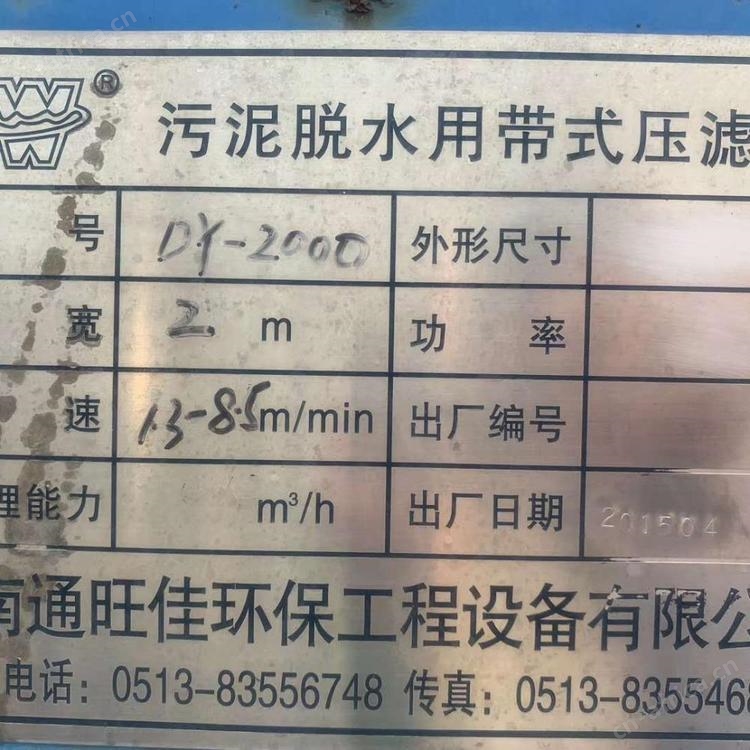 ®
污泥脱水用带式压滤
号 DY-2000 外形尺寸
宽 2 m 功率
速 1.3-8.5 m/min 出厂编号
理能力 m³/h 出厂日期 201504
南通旺佳环保工程设备有限公
电话：0513-83556748 传真：0513-8355468